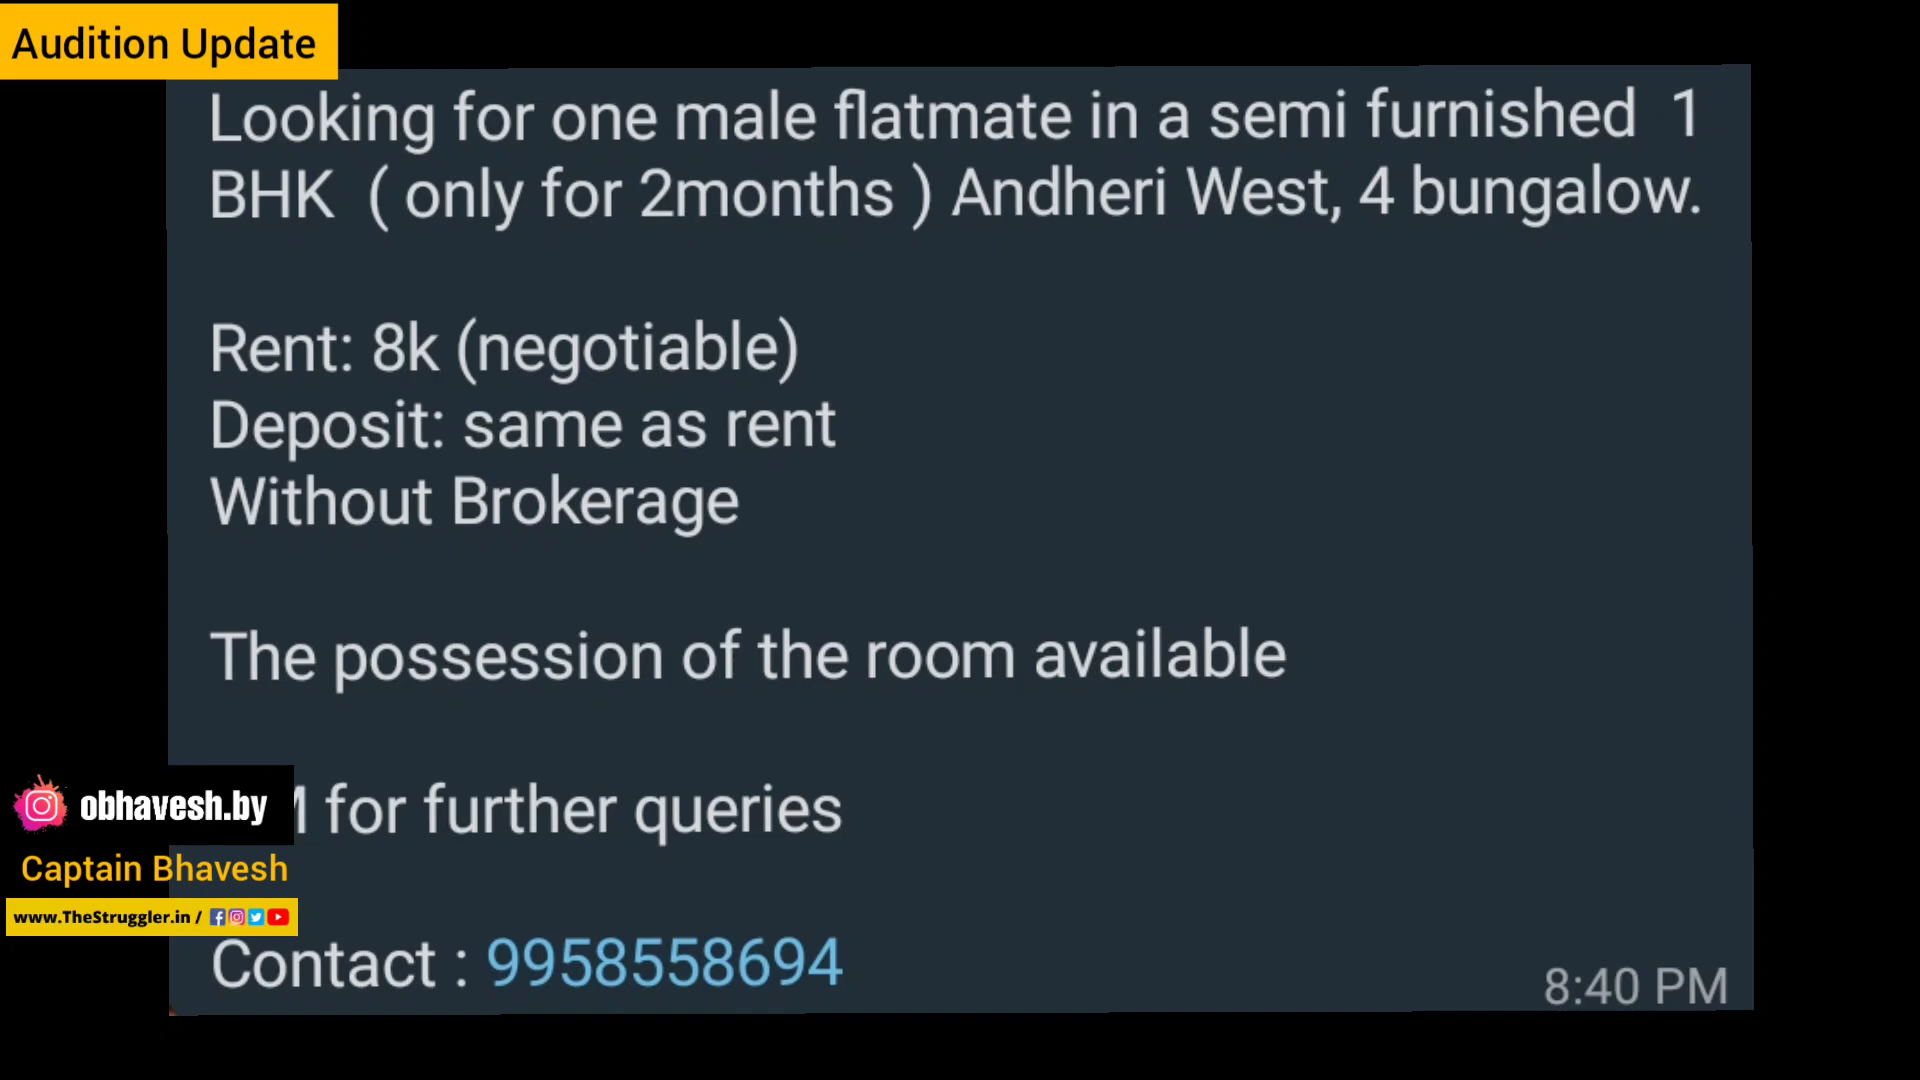 Audition Update
Looking for one male flatmate in a semi furnished 1
BHK ( only for 2months ) Andheri West, 4 bungalow.
Rent: 8k (negotiable)
Deposit: same as rent
Without Brokerage
The possession of the room available
for further queries
obhavesh.by
Captain Bhavesh
www.TheStruggler.in /
Contact : 9958558694
8:40 PM